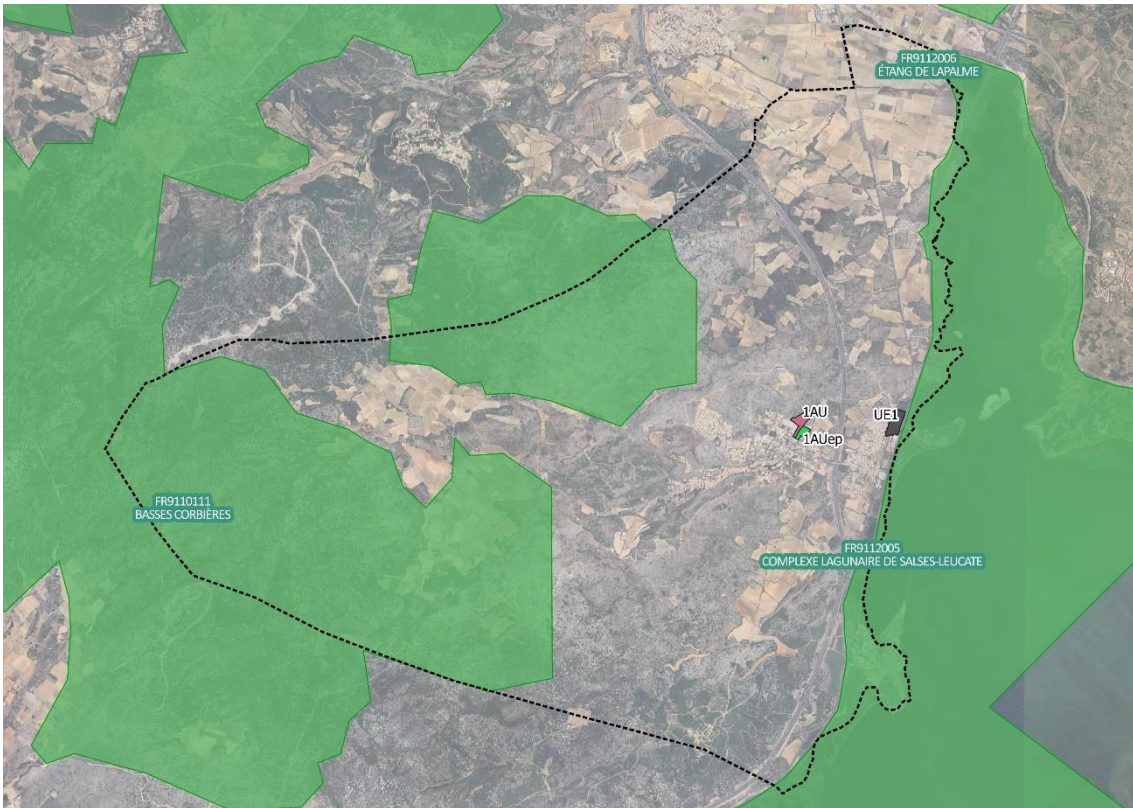 FR9112006
ÉTANG DE LAPALME
1AU
UE1
1AUep
FR9110111
BASSES CORBIÈRES
FR9112005
COMPLEXE LAGUNAIRE DE SALSES-LEUCATE